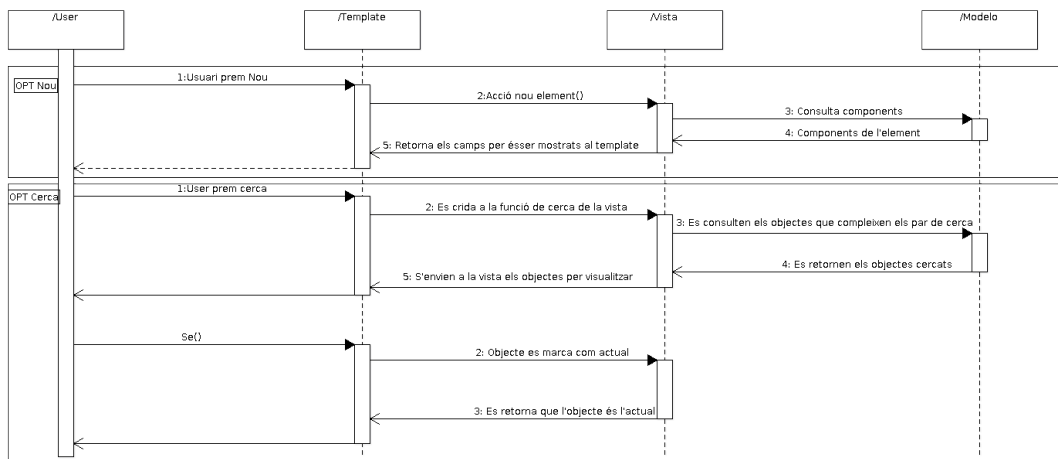 /User
/Template
/Vista
/Modelo
OPT Nou
1:Usuari prem Nou
2:Acció nou element()
3: Consulta components
4: Components de l'element
5: Retorna els camps per ésser mostrats al template
OPT Cerca
1:User prem cerca
2: Es crida a la funció de cerca de la vista
3: Es consulten els objectes que compleixen els par de cerca
4: Es retornen els objectes cercats
5: S'envien a la vista els objectes per visualitzar
Se()
2: Objecte es marca com actual
3: Es retorna que l'objecte és l'actual